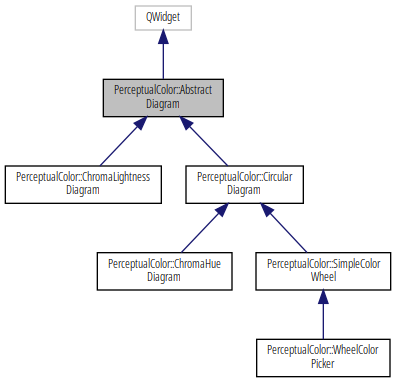 QWidget
PerceptualColor::Abstract
Diagram
PerceptualColor::ChromaLightness
Diagram
PerceptualColor::Circular
Diagram
PerceptualColor::ChromaHue
Diagram
PerceptualColor::SimpleColor
Wheel
PerceptualColor::WheelColor
Picker